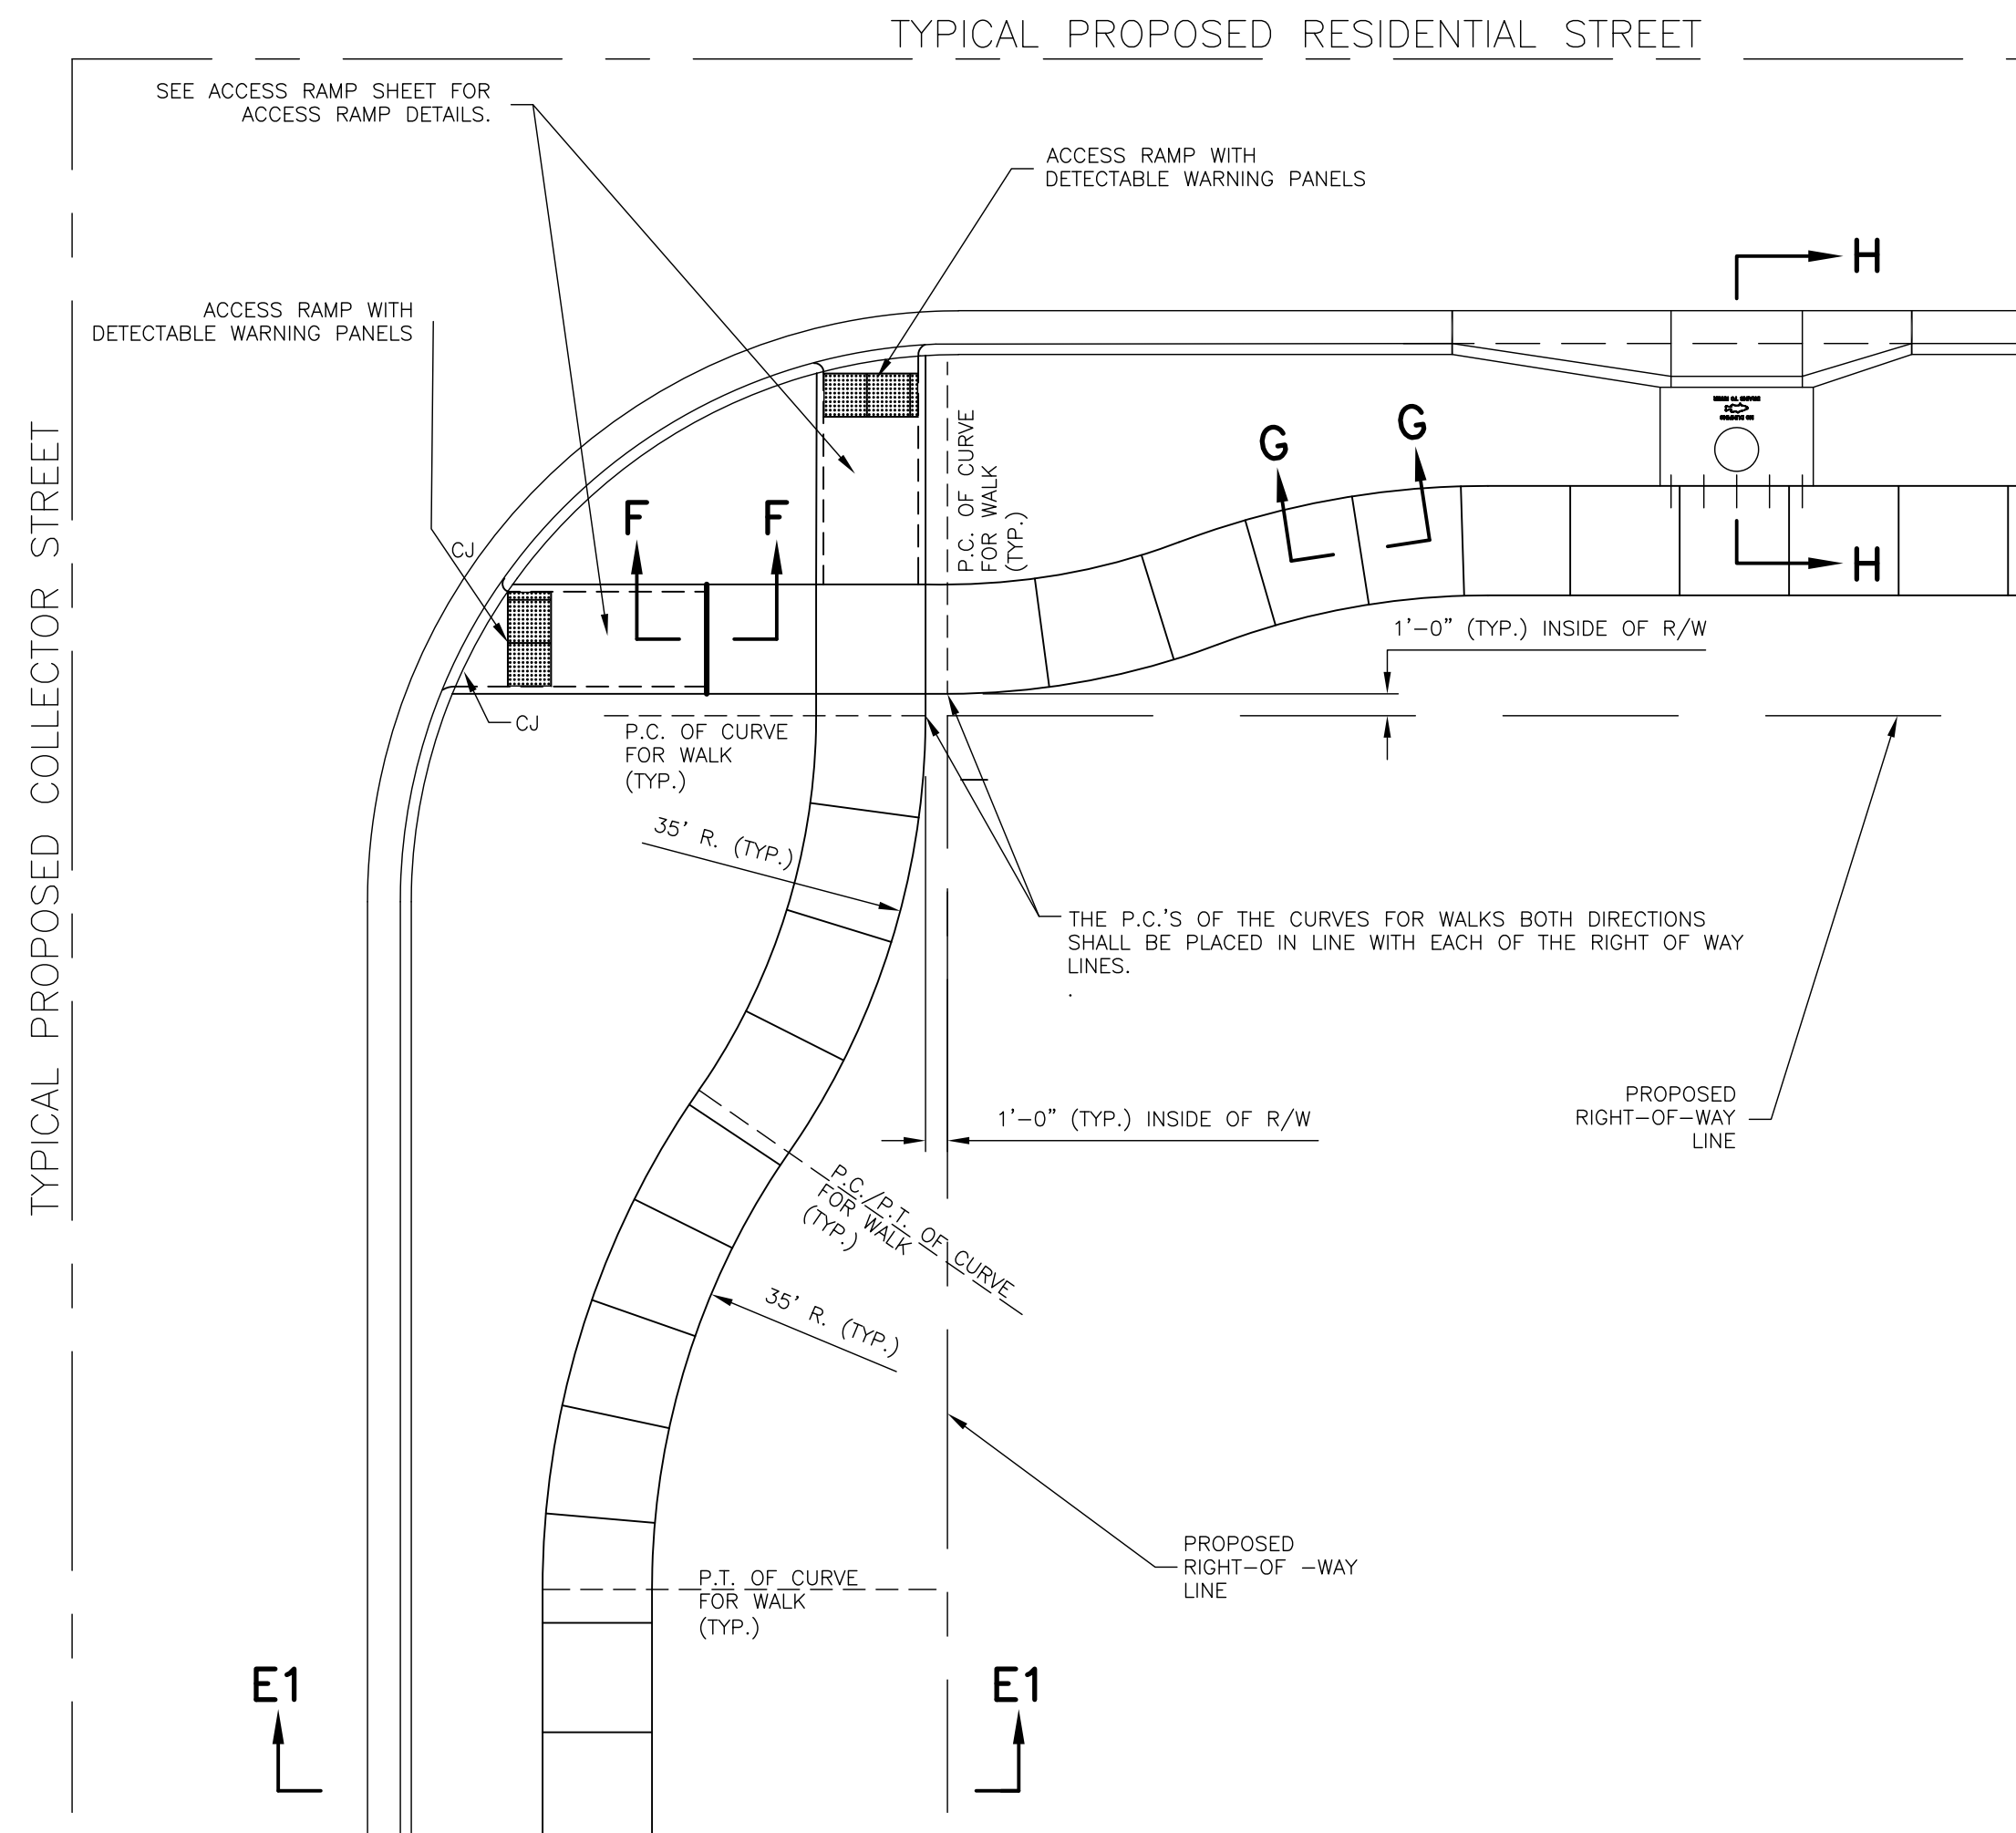 TYPICAL PROPOSED RESIDENTIAL STREET
SEE ACCESS RAMP SHEET FOR
ACCESS RAMP DETAILS.
ACCESS RAMP WITH
DETECTABLE WARNING PANELS
H
ACCESS RAMP WITH
DETECTABLE WARNING PANELS
NO DUMPING
DRAINS TO RIVER
G
G
P.C. OF CURVE
FOR WALK
(TYP.)
F
F
CJ
H
TYPICAL PROPOSED COLLECTOR STREET
1'-0" (TYP.) INSIDE OF R/W
CJ
P.C. OF CURVE
FOR WALK
(TYP.)
35' R. (TYP.)
THE P.C.'S OF THE CURVES FOR WALKS BOTH DIRECTIONS
SHALL BE PLACED IN LINE WITH EACH OF THE RIGHT OF WAY
LINES.
.
1'-0" (TYP.) INSIDE OF R/W
PROPOSED
RIGHT-OF-WAY
LINE
P.C./P.T. OF CURVE
FOR WALK
(TYP.)
35' R. (TYP.)
PROPOSED
RIGHT-OF -WAY
LINE
P.T. OF CURVE
FOR WALK
(TYP.)
E1
E1